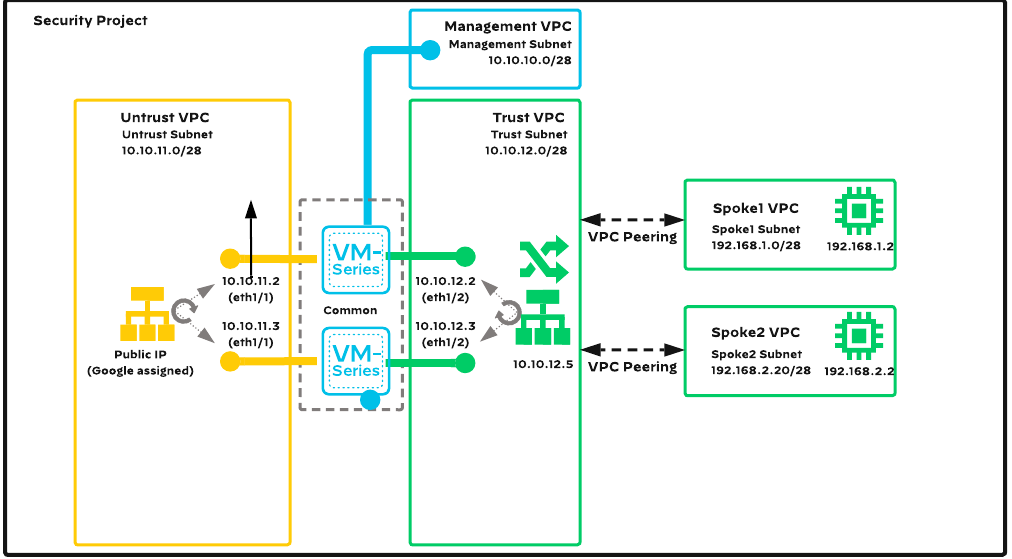 Security Project
Management VPC
Management Subnet
10.10.10.0/28
Untrust VPC
Untrust Subnet
10.10.11.0/28
Trust VPC
Trust Subnet
10.10.12.0/28
VM-
Series
Common
VM-
Series
10.10.11.2
(eth1/1)
10.10.11.3
(eth1/1)
Public IP
(Google assigned)
10.10.12.2
(eth1/2)
10.10.12.3
(eth1/2)
10.10.12.5
VPC Peering
VPC Peering
Spoke1 VPC
Spoke1 Subnet
192.168.1.0/28
192.168.1.2
Spoke2 VPC
Spoke2 Subnet
192.168.2.20/28
192.168.2.2